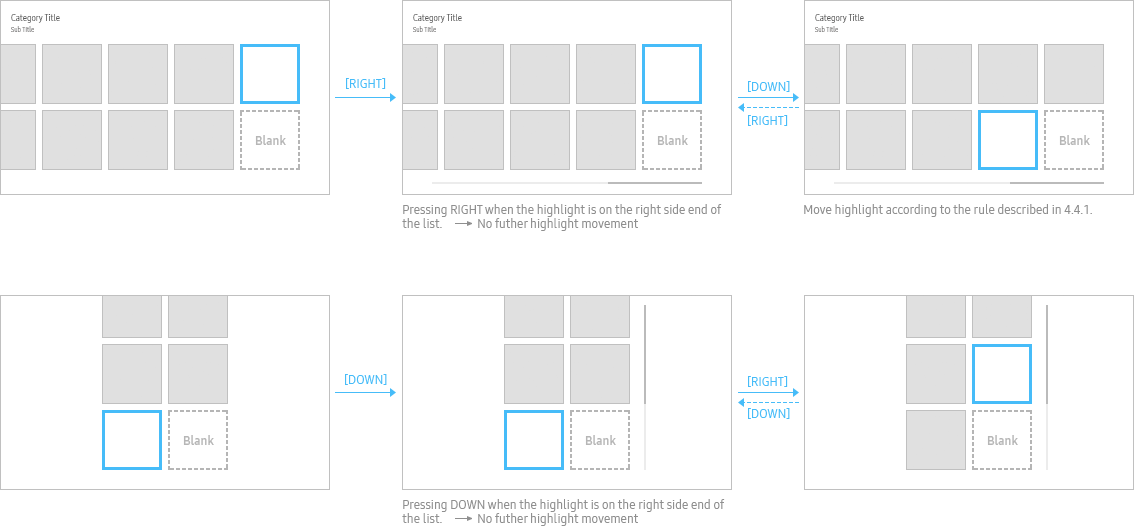 Category Title
Sub Title
Blank
[RIGHT]
Category Title
Sub Title
Blank
Pressing RIGHT when the highlight is on the right side end of
the list. → No futher highlight movement
[DOWN]
[RIGHT]
Category Title
Sub Title
Blank
Move highlight according to the rule described in 4.4.1.
Blank
[DOWN]
Blank
Pressing DOWN when the highlight is on the right side end of
the list. → No futher highlight movement
[RIGHT]
[DOWN]
Blank